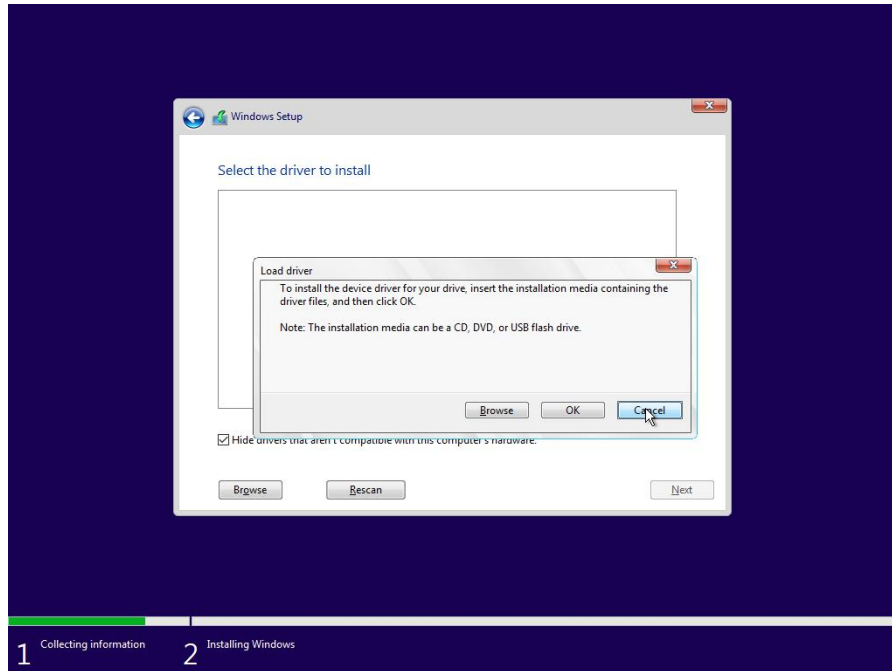 Windows Setup
Select the driver to install
Load driver
To install the device driver for your drive, insert the installation media containing the
driver files, and then click OK.
Note: The installation media can be a CD, DVD, or USB flash drive.
Browse OK Cancel
Hide drivers that aren't compatible with this computer's hardware.
Browse Rescan Next
1 Collecting information 2 Installing Windows